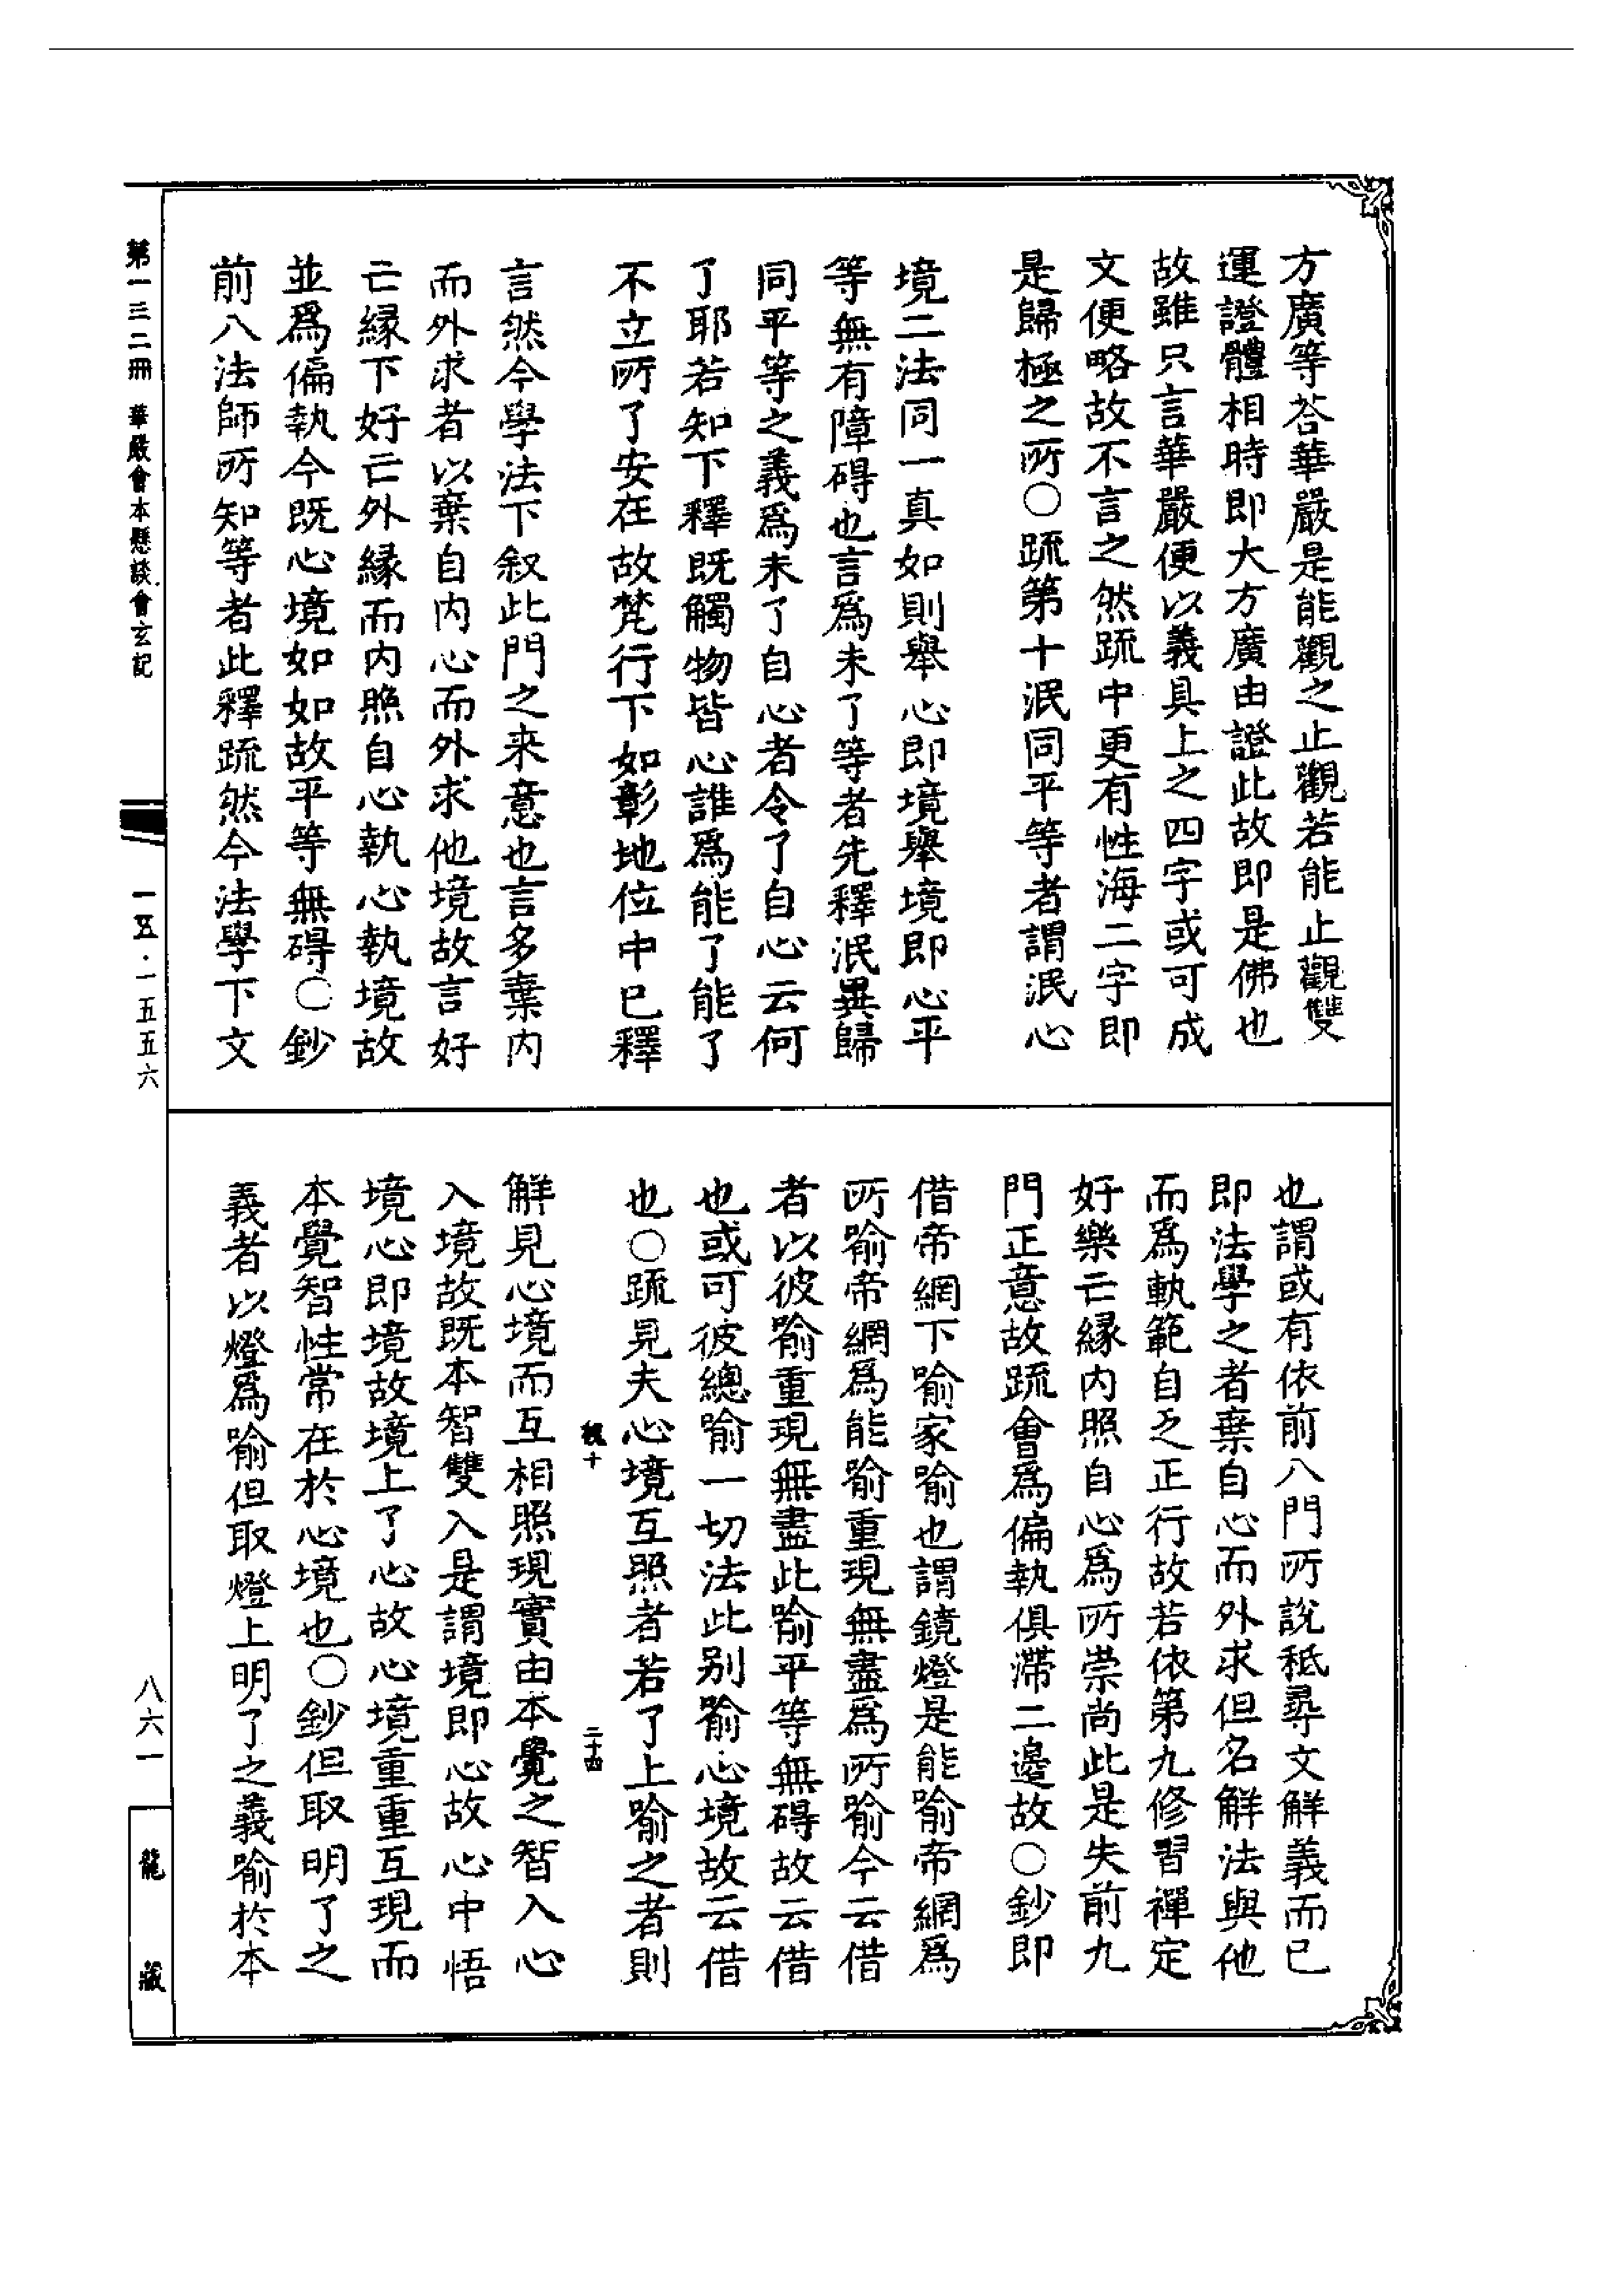 方廣等荅華嚴是能觀之止觀若能止觀雙
運證體相時即大方廣由證此故即是佛也
故雖只言華嚴便以義具上之四字或可成
文便略故不言之然䟽中更有性海二字即
是歸極之所〇䟽第十泯同平等者謂泯心
境二法同一真如則舉心即境舉境即心平
等無有障碍也言爲未了等者先釋泯異歸
同平等之義爲未了自心者令了自心云何
了耶若知下釋既觸物皆心誰爲能了能了
不立所了安在故梵行下如彰地位中已釋
言然今學法下叙此門之来意也言多棄内
而外求者以棄自内心而外求他境故言好
亡緣下好亡外緣而内照自心執心執境故
並爲偏執今既心境如如故平等無碍〇鈔
前八法師所知等者此釋䟽然今法學下文
也謂或有依前八門所說秖尋文解義而已
即法學之者棄自心而外求但名解法與他
而爲軌範自乏正行故若依第九修習禪定
好樂亡緣内照自心爲所崇尚此是失前九
門正意故䟽會爲偏執俱滯二邊故〇鈔即
借帝網下喻家喻也謂鏡燈是能喻帝網爲
所喻帝網爲能喻重現無盡爲所喻今云借
者以彼喻重現無盡此喻平等無碍故云借
也或可彼總喻一切法此别喻心境故云借
也〇䟽見夫心境互照者若了上喻之者則
十
二十四
解見心境而互相照現實由本覺之智入心
入境故既本智雙入是謂境即心故心中悟
境心即境故境上了心故心境重重互現而
本覺智性常在於心境也〇鈔但取明了之
義者以燈爲喻但取燈上明了之義喻於本
第一三二冊 華嚴會本懸談會玄記
一五·一五五六
八六一
龍藏